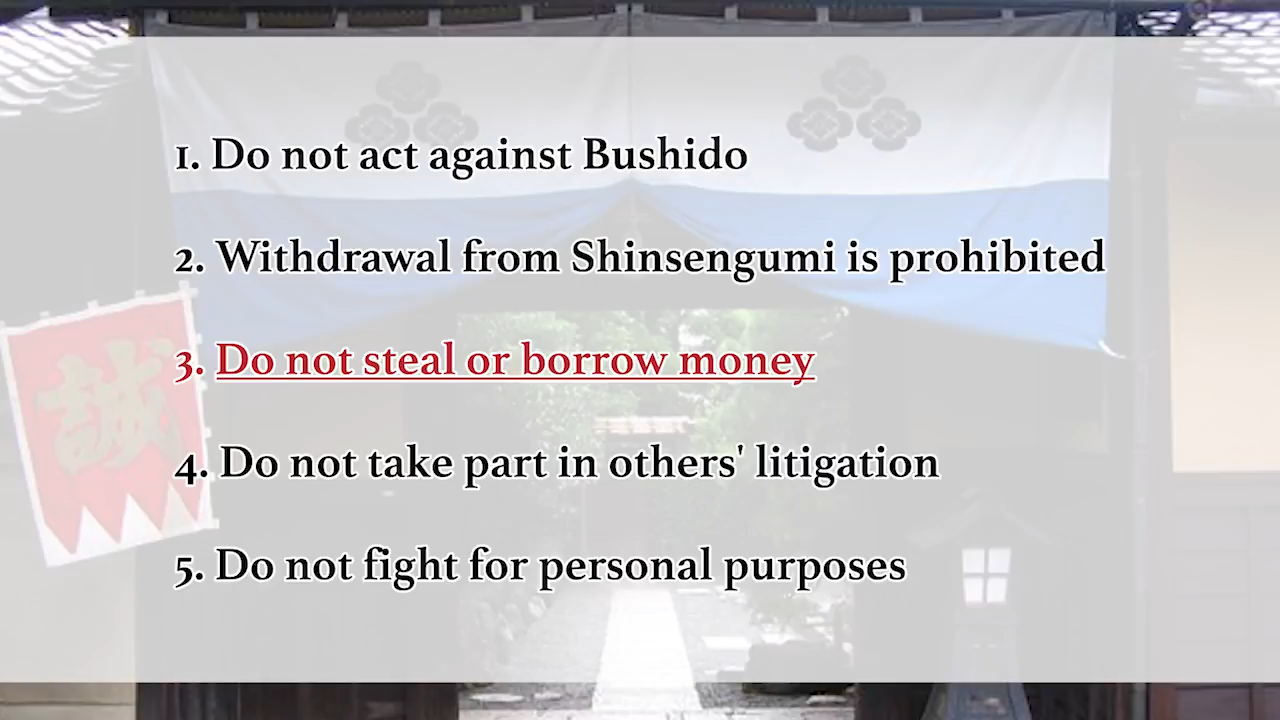 1. Do not act against Bushido
2. Withdrawal from Shinsengumi is prohibited
誠
3. Do not steal or borrow money
4. Do not take part in others' litigation
5. Do not fight for personal purposes